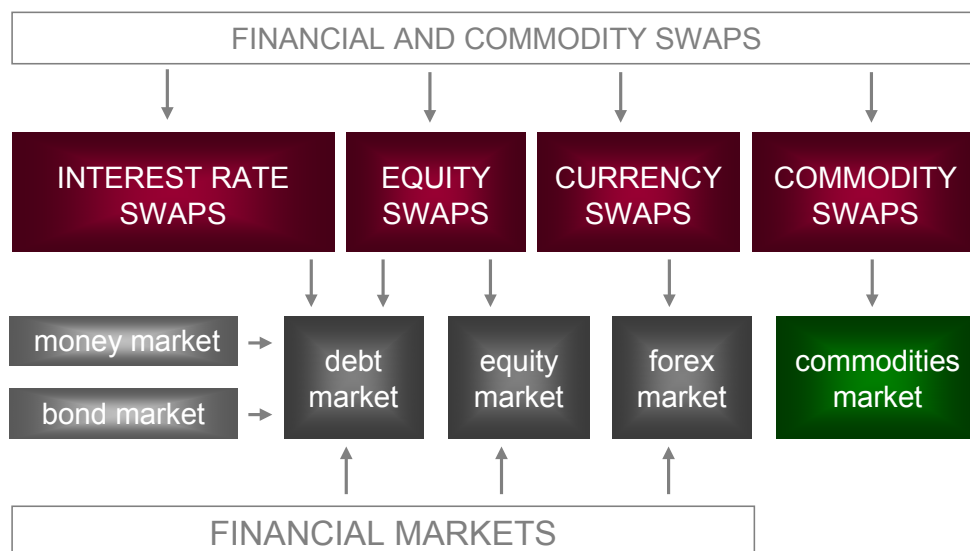 FINANCIAL AND COMMODITY SWAPS
INTEREST RATE
SWAPS
EQUITY
SWAPS
CURRENCY
SWAPS
COMMODITY
SWAPS
money market
bond market
debt
market
equity
market
forex
market
commodities
market
FINANCIAL MARKETS